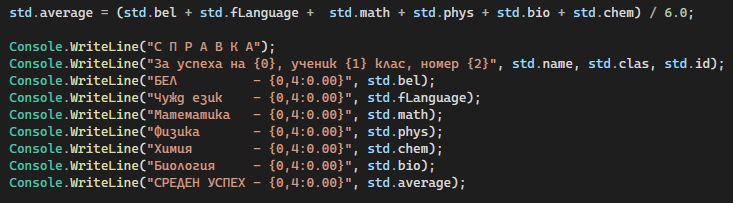 std.average = (std.bel + std.fLanguage +  std.math + std.phys + std.bio + std.chem) / 6.0;

Console.WriteLine("С П Р А В К А");
Console.WriteLine("За успеха на {0}, ученик {1} клас, номер {2}", std.name, std.clas, std.id);
Console.WriteLine("БЕЛ          – {0,4:0.00}", std.bel);
Console.WriteLine("Чужд език    – {0,4:0.00}", std.fLanguage);
Console.WriteLine("Математика   – {0,4:0.00}", std.math);
Console.WriteLine("Физика       – {0,4:0.00}", std.phys);
Console.WriteLine("Химия        – {0,4:0.00}", std.chem);
Console.WriteLine("Биология     – {0,4:0.00}", std.bio);
Console.WriteLine("СРЕДЕН УСПЕХ – {0,4:0.00}", std.average);